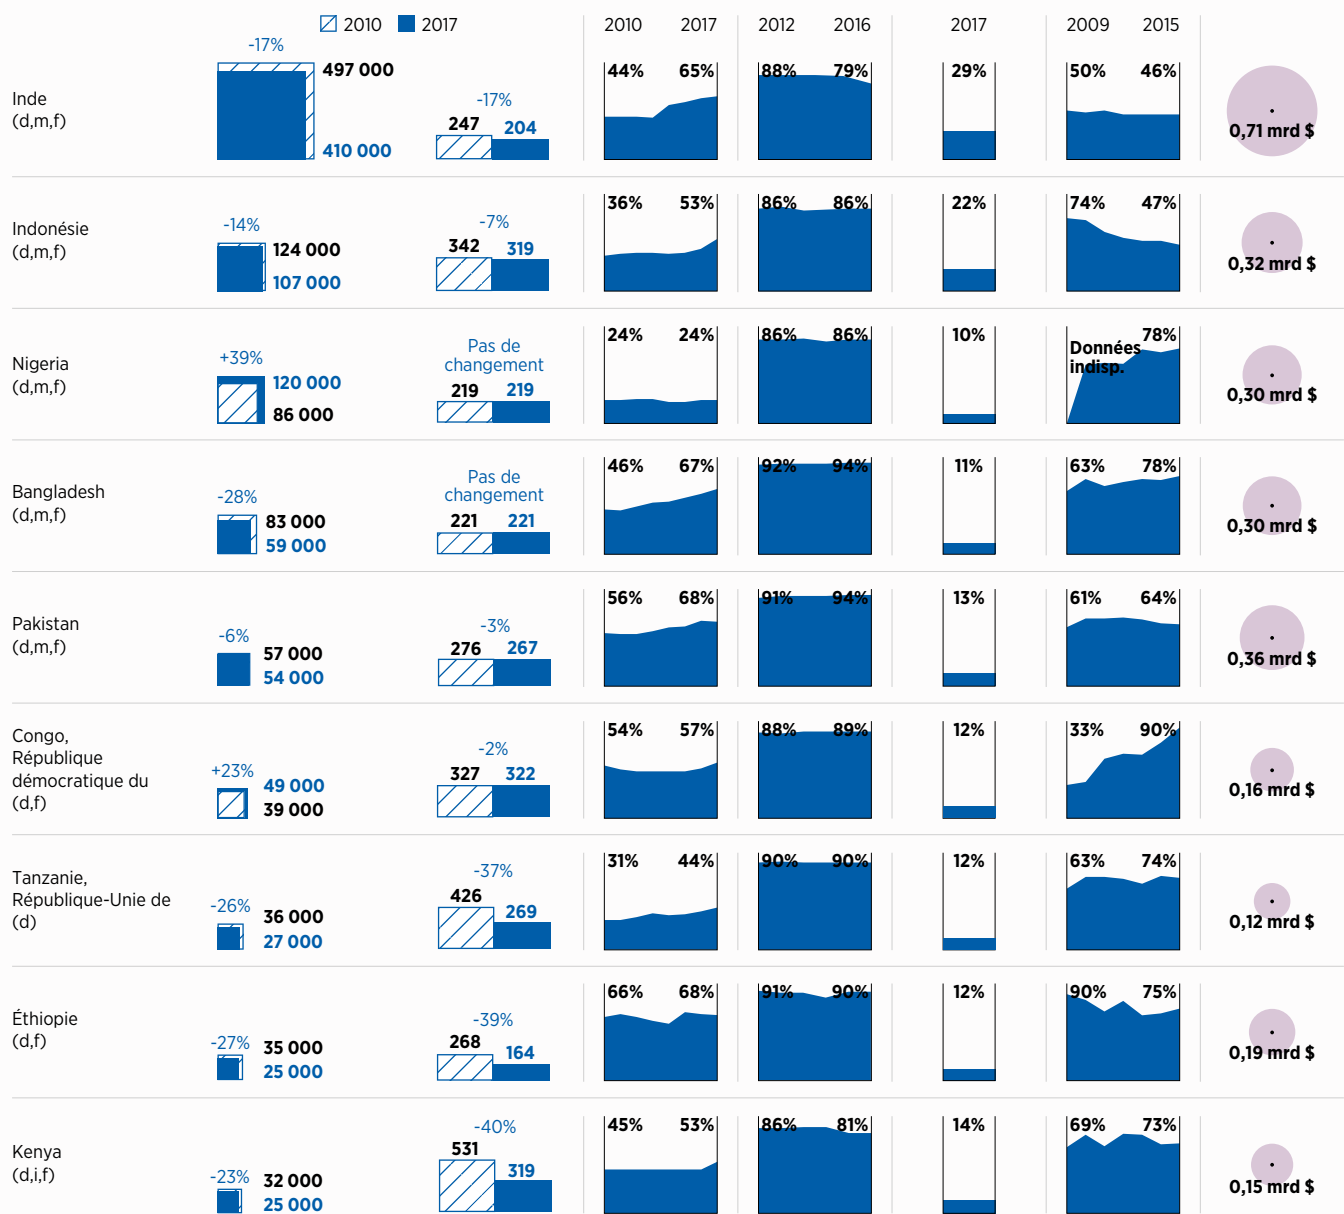 2010 2017 2010 2017 2012 2016 2017 2009 2015
Inde
(d,m,f)
-17%
497 000
410 000
-17%
247 204
44% 65%
88% 79%
29%
50% 46%
0,71 mrd $
Indonésie
(d,m,f)
-14%
124 000
107 000
-7%
342 319
36% 53%
86% 86%
22%
74% 47%
0,32 mrd $
Nigeria
(d,m,f)
+39%
120 000
86 000
Pas de
changement
219 219
24% 24%
86% 86%
10%
78%
Données
indisp.
0,30 mrd $
Bangladesh
(d,m,f)
-28%
83 000
59 000
Pas de
changement
221 221
46% 67%
92% 94%
11%
63% 78%
0,30 mrd $
Pakistan
(d,m,f)
-6%
57 000
54 000
-3%
276 267
56% 68%
91% 94%
13%
61% 64%
0,36 mrd $
Congo,
République
démocratique du
(d,f)
+23%
49 000
39 000
-2%
327 322
54% 57%
88% 89%
12%
33% 90%
0,16 mrd $
Tanzanie,
République-Unie de
(d)
-26%
36 000
27 000
-37%
426
269
31% 44%
90% 90%
12%
63% 74%
0,12 mrd $
Éthiopie
(d,f)
-27%
35 000
25 000
-39%
268
164
66% 68%
91% 90%
12%
90% 75%
0,19 mrd $
Kenya
(d,i,f)
-23%
32 000
25 000
-40%
531
319
45% 53%
86% 81%
14%
69% 73%
0,15 mrd $